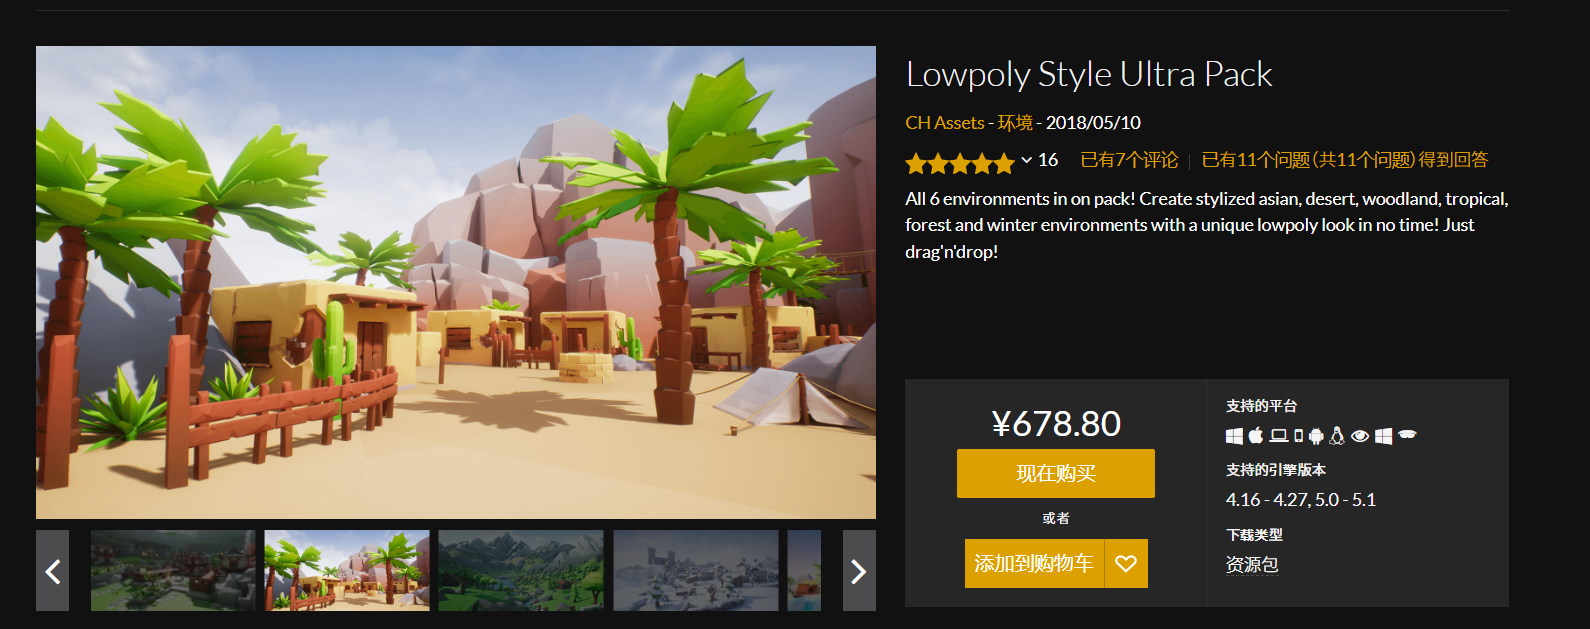 Lowpoly Style Ultra Pack
CH Assets - 环境 - 2018/05/10
16 已有7个评论 已有11个问题(共11个问题)得到回答
All 6 environments in on pack! Create stylized asian, desert, woodland, tropical,
forest and winter environments with a unique lowpoly look in no time! Just
drag'n'drop!
¥678.80
现在购买
或者
添加到购物车
支持的平台
支持的引擎版本
4.16 - 4.27, 5.0 - 5.1
下载类型
资源包